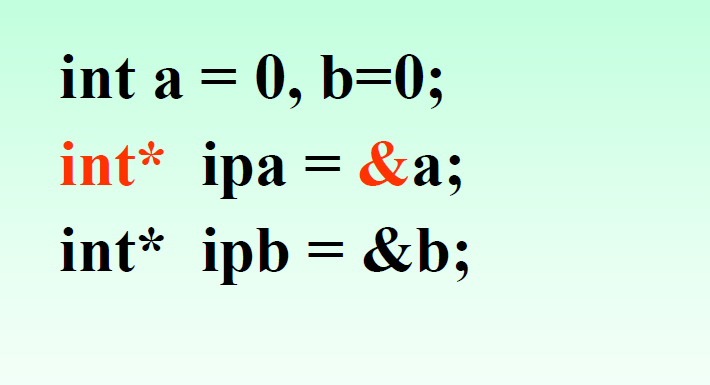 int a = 0, b=0;
int* ipa = &a;
int* ipb = &b;